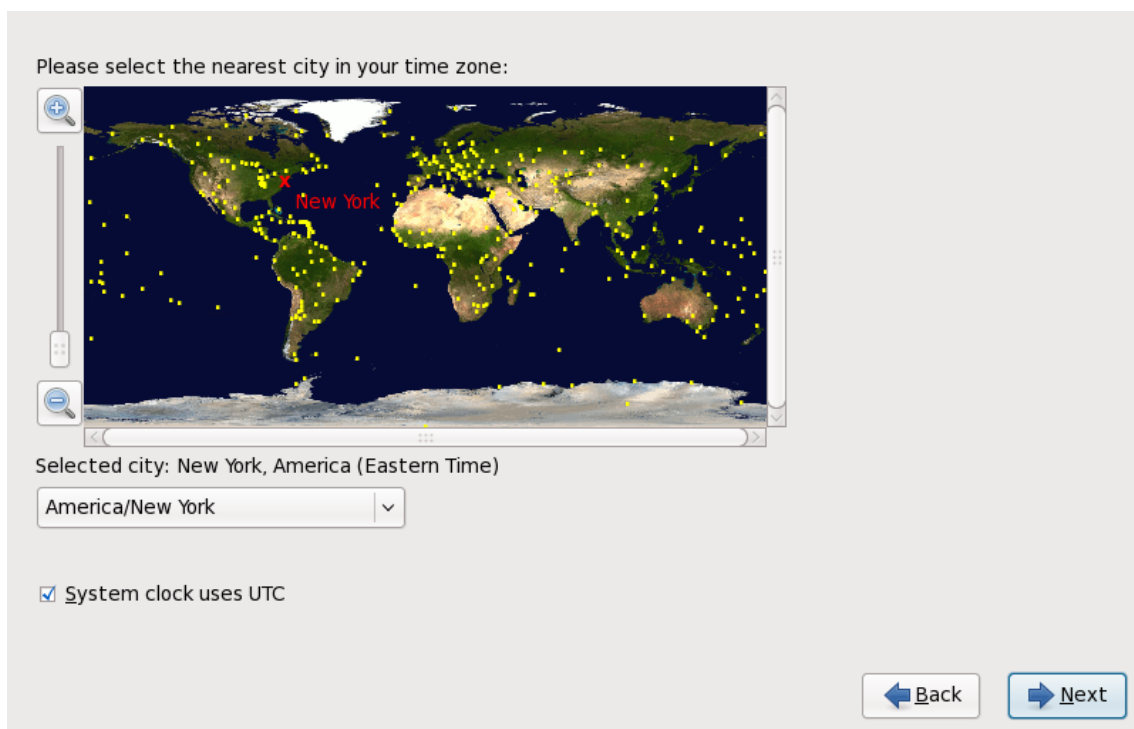 Please select the nearest city in your time zone:
New York
Selected city: New York, America (Eastern Time)
America/New York
System clock uses UTC
Back
Next